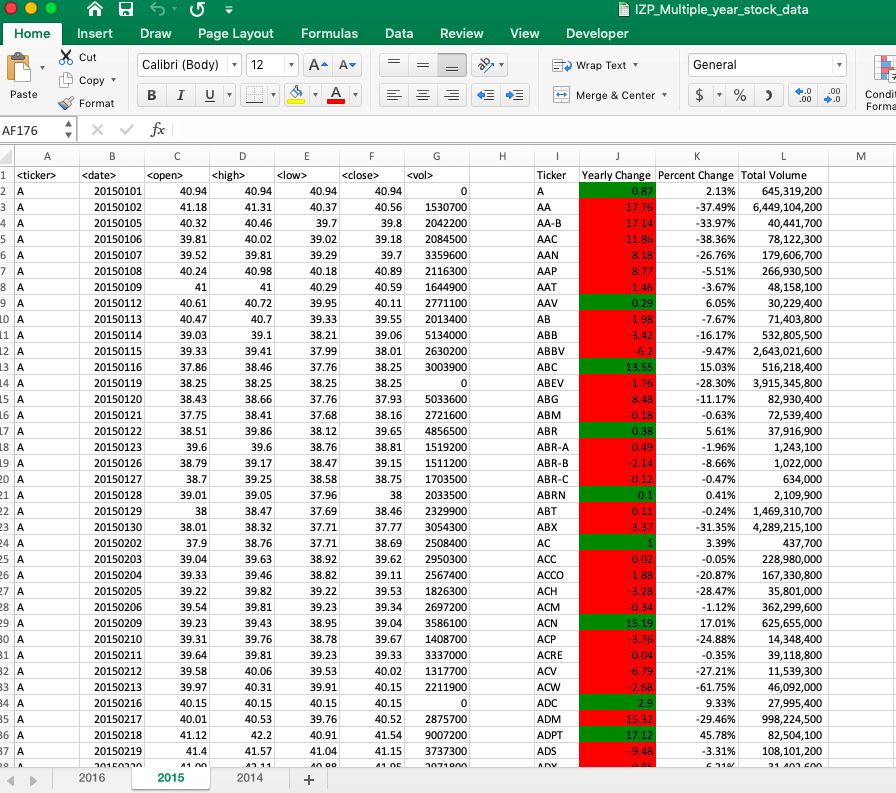 IZP_Multiple_year_stock_data
Home Insert Draw Page Layout Formulas Data Review View Developer
Paste Cut Copy Format Calibri (Body) 12 Wrap Text Merge & Center General
AF176 fx
A B C D E F G H I J K L M
1 <ticker> <date> <open> <high> <low> <close> <vol> Ticker Yearly Change Percent Change Total Volume
2 A 20150101 40.94 40.94 40.94 40.94 0 A 0.87 2.13% 645,319,200
3 A 20150102 41.18 41.31 40.37 40.56 1530700 AA -17.76 -37.49% 6,449,104,200
4 A 20150105 40.32 40.46 39.7 39.8 2042200 AA-B -17.14 -33.97% 40,441,700
5 A 20150106 39.81 40.02 39.02 39.18 2084500 AAC -11.86 -38.36% 78,122,300
6 A 20150107 39.52 39.81 39.29 39.7 3359600 AAN -8.18 -26.76% 179,606,700
7 A 20150108 40.24 40.98 40.18 40.89 2116300 AAP -8.77 -5.51% 266,930,500
8 A 20150109 41 41 40.29 40.59 1644900 AAT -1.46 -3.67% 48,158,100
9 A 20150112 40.61 40.72 39.95 40.11 2771100 AAV 0.29 6.05% 30,229,400
10 A 20150113 40.47 40.7 39.33 39.55 2013400 AB -1.98 -7.67% 71,403,800
11 A 20150114 39.03 39.1 38.21 39.06 5134000 ABB -3.42 -16.17% 532,805,500
12 A 20150115 39.33 39.41 37.99 38.01 2630200 ABBV -6.2 -9.47% 2,643,021,600
13 A 20150116 37.86 38.46 37.76 38.25 3003900 ABC 13.55 15.03% 516,218,400
14 A 20150119 38.25 38.25 38.25 38.25 0 ABEV -1.76 -28.30% 3,915,345,800
15 A 20150120 38.43 38.66 37.76 37.93 5033600 ABG -8.48 -11.17% 82,930,400
16 A 20150121 37.75 38.41 37.68 38.16 2721600 ABM -0.18 -0.63% 72,539,400
17 A 20150122 38.51 39.86 38.12 39.65 4856500 ABR 0.38 5.61% 37,916,900
18 A 20150123 39.6 39.6 38.76 38.81 1519200 ABR-A -0.49 -1.96% 1,243,100
19 A 20150126 38.79 39.17 38.47 39.15 1511200 ABR-B -2.14 -8.66% 1,022,000
20 A 20150127 38.7 39.25 38.58 38.75 1703500 ABR-C -0.12 -0.47% 634,000
21 A 20150128 39.01 39.05 37.96 38 2033500 ABRN 0.1 0.41% 2,109,900
22 A 20150129 38 38.47 37.69 38.46 2329900 ABT -0.11 -0.24% 1,469,310,700
23 A 20150130 38.01 38.32 37.71 37.77 3054300 ABX -3.37 -31.35% 4,289,215,100
24 A 20150202 37.9 38.76 37.71 38.69 2508400 AC 1 3.39% 437,700
25 A 20150203 39.04 39.63 38.92 39.62 2950300 ACC -0.02 -0.05% 228,980,000
26 A 20150204 39.33 39.46 38.82 39.11 2567400 ACCO -1.88 -20.87% 167,330,800
27 A 20150205 39.22 39.82 39.22 39.53 1826300 ACH -3.28 -28.47% 35,801,000
28 A 20150206 39.54 39.81 39.23 39.34 2697200 ACM -0.34 -1.12% 362,299,600
29 A 20150209 39.23 39.43 38.95 39.04 3586100 ACN 15.19 17.01% 625,655,000
30 A 20150210 39.31 39.76 38.78 39.67 1408700 ACP -3.76 -24.88% 14,348,400
31 A 20150211 39.64 39.81 39.23 39.33 3337000 ACRE -0.04 -0.35% 39,118,800
32 A 20150212 39.58 40.06 39.53 40.02 1317700 ACV -6.79 -27.21% 11,539,300
33 A 20150213 39.97 40.31 39.91 40.15 2211900 ACW -2.68 -61.75% 46,092,000
34 A 20150216 40.15 40.15 40.15 40.15 0 ADC 2.9 9.33% 27,995,400
35 A 20150217 40.01 40.53 39.76 40.52 2875700 ADM -15.32 -29.46% 998,224,500
36 A 20150218 41.12 42.2 40.91 41.54 9007200 ADPT 17.12 45.78% 82,504,100
37 A 20150219 41.4 41.57 41.04 41.15 3737300 ADS -9.48 -3.31% 108,101,200
2016 2015 2014 +